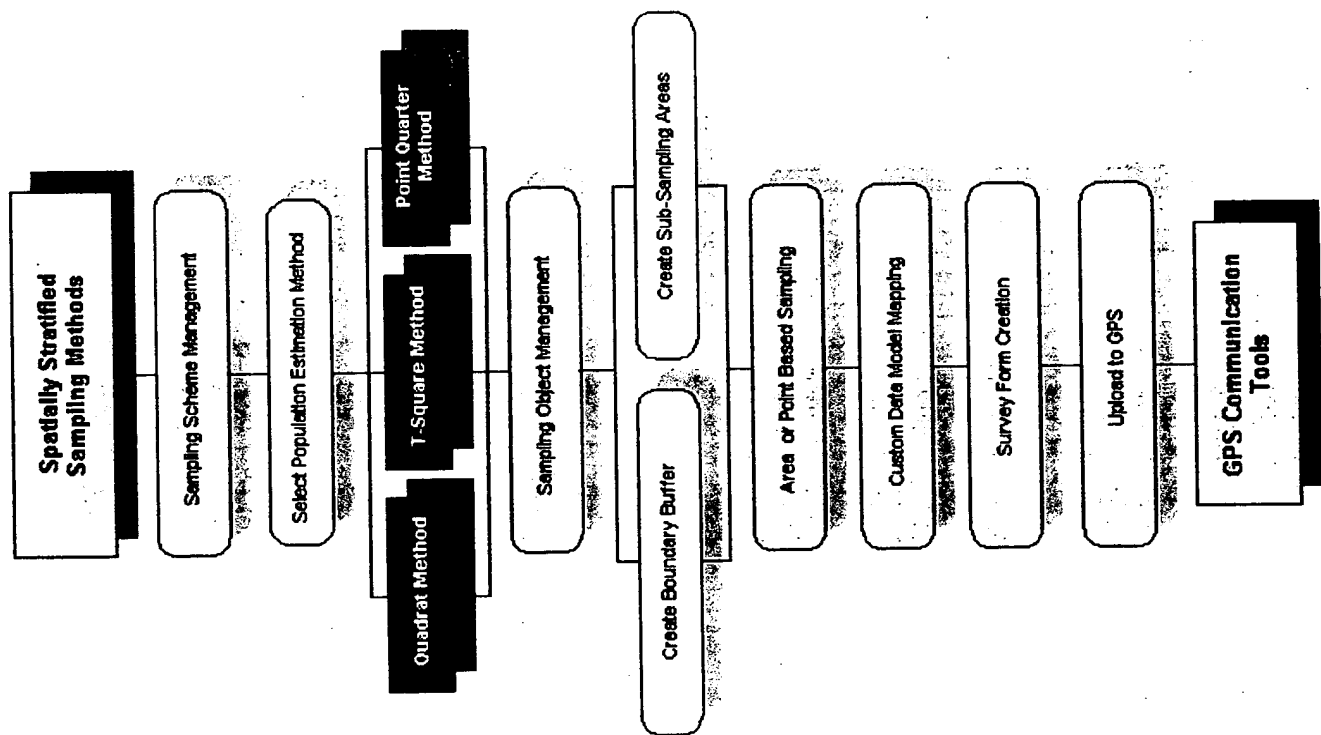 Spatially Stratified
Sampling Methods
Sampling Scheme Management
Select Population Estimation Method
Quadrat Method
T-Square Method
Point Quarter
Method
Sampling Object Management
Create Boundary Buffer
Create Sub-Sampling Areas
Area or Point Based Sampling
Custom Data Model Mapping
Survey Form Creation
Upload to GPS
GPS Communication
Tools